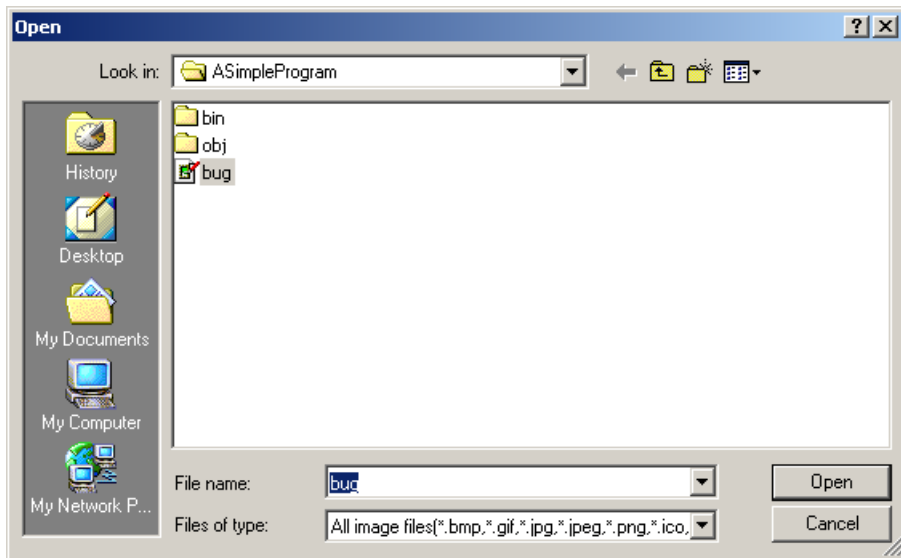 Open
Look in: ASimpleProgram
bin
obj
bug
History
Desktop
My Documents
My Computer
My Network P...
File name: bug
Files of type: All image files(*.bmp,*.gif,*.jpg,*.jpeg,*.png,*.ico,
Open
Cancel